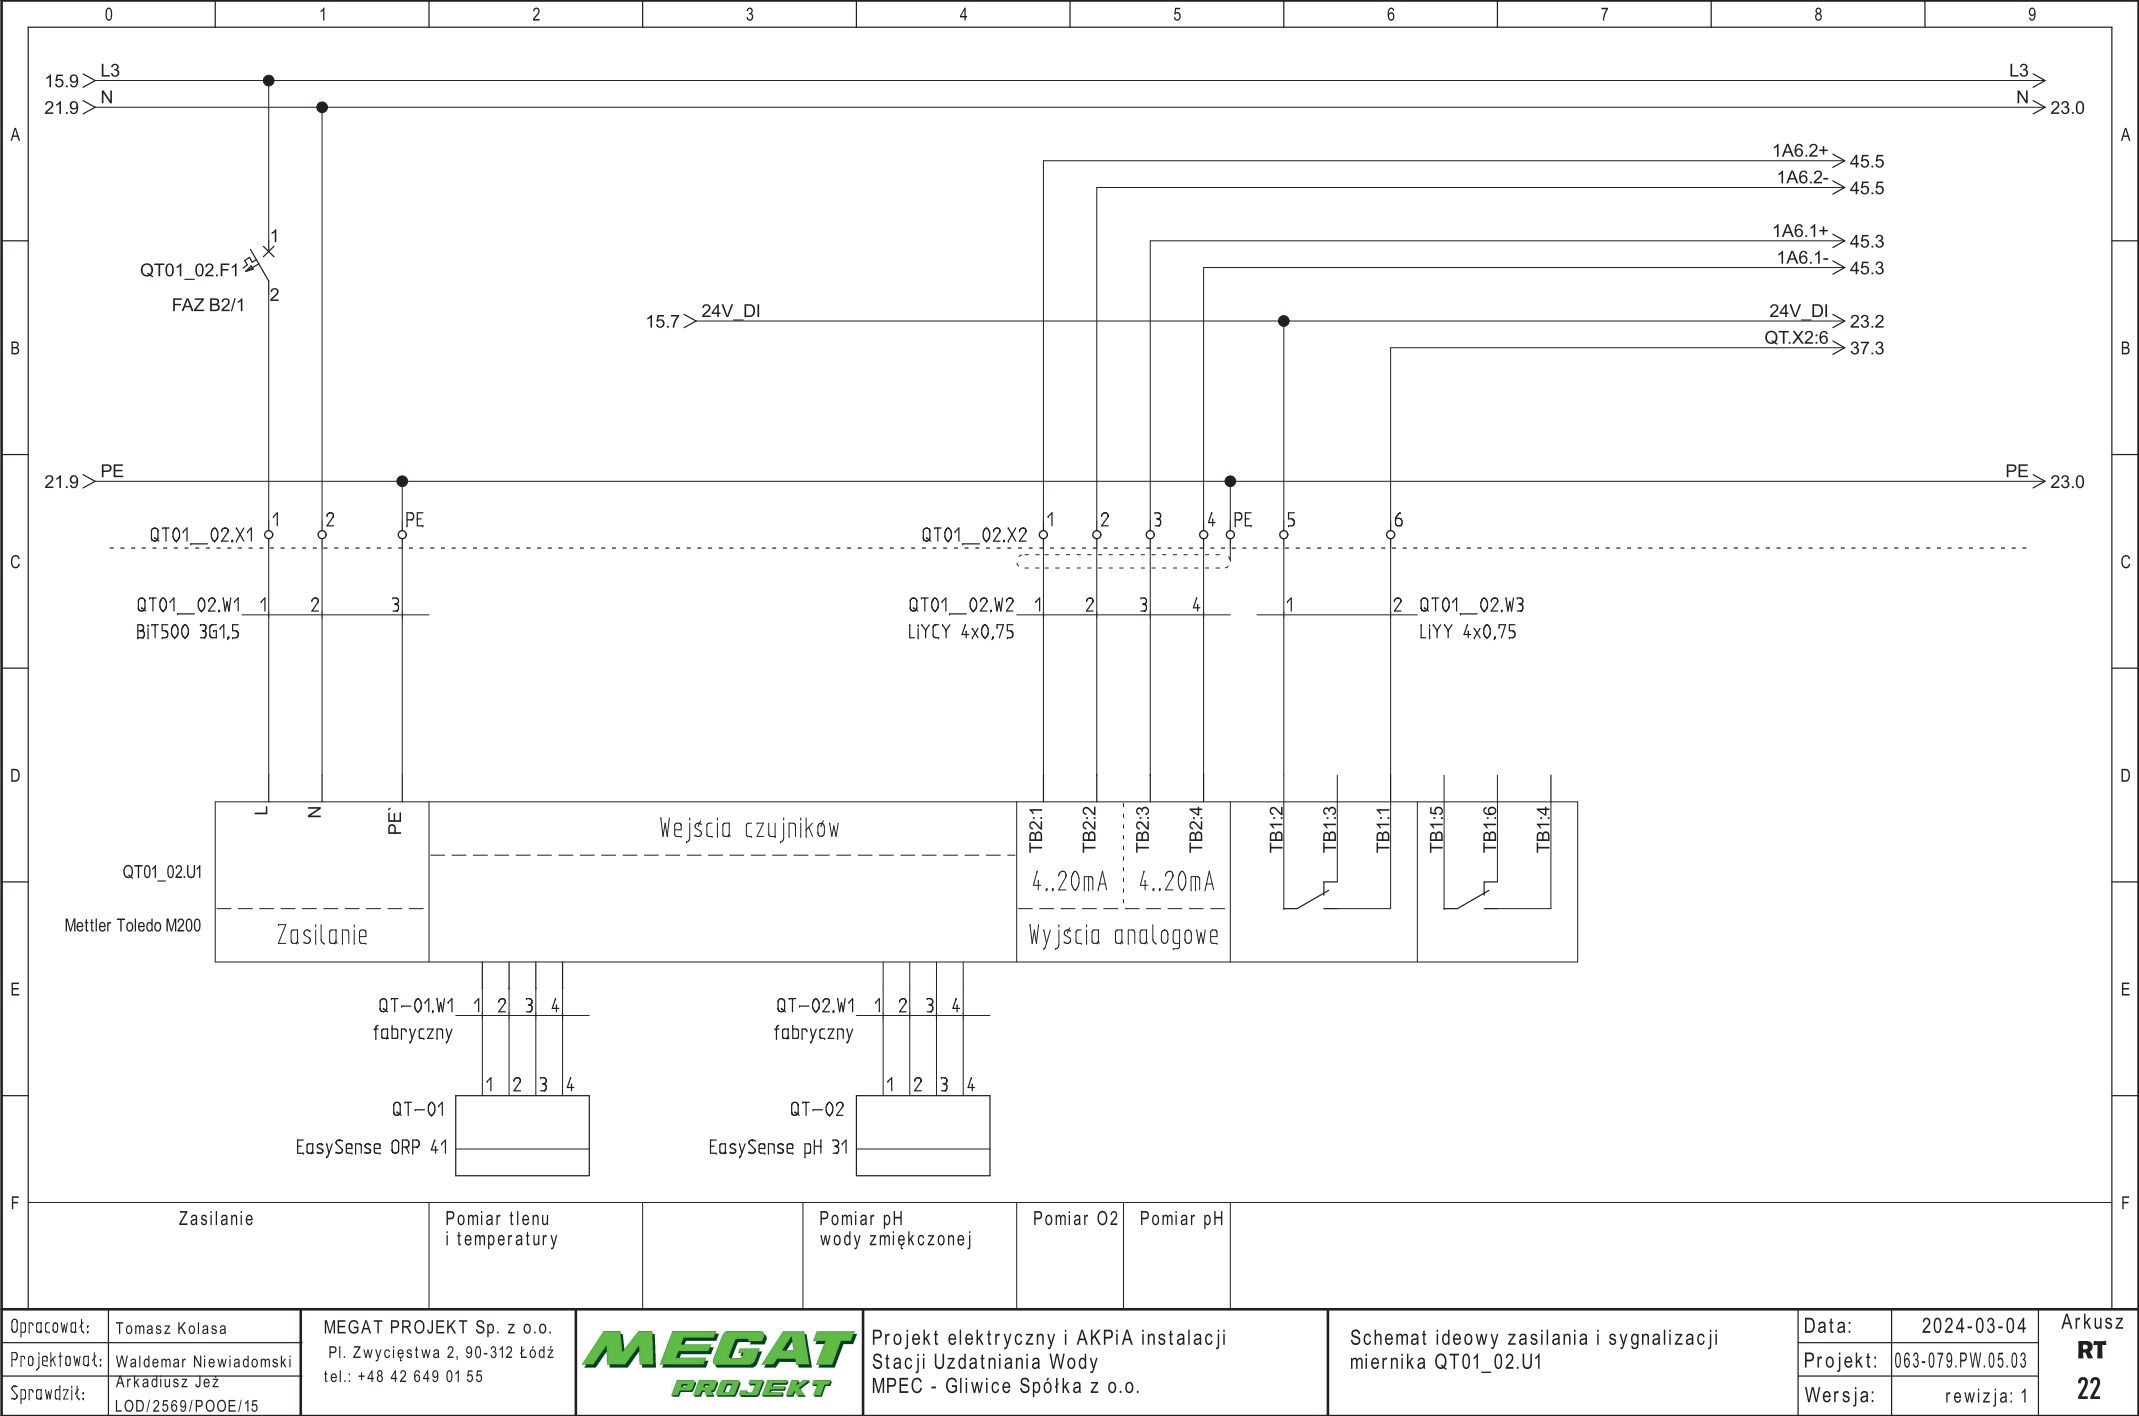 0 1 2 3 4 5 6 7 8 9
15.9 L3 L3
21.9 N N 23.0
A A
1A6.2+ 45.5
1A6.2- 45.5
1A6.1+ 45.3
1
QT01_02.F1
1A6.1- 45.3
2
FAZ B2/1
15.7 24V_DI 24V_DI 23.2
QT.X2:6 37.3
B B
21.9 PE PE 23.0
QT01_02.X1 1 2 PE QT01_02.X2 1 2 3 4 PE 5 6
C C
QT01_02.W1 1 2 3 QT01_02.W2 1 2 3 4 1 2 QT01_02.W3
BiT500 3G1,5 LiYCY 4x0,75 LiYY 4x0,75
D D
L N PE Wejścia czujników TB2:1 TB2:2 TB2:3 TB2:4 TB1:2 TB1:3 TB1:1 TB1:5 TB1:6 TB1:4
QT01_02.U1 4..20mA 4..20mA
Mettler Toledo M200 Zasilanie Wyjścia analogowe
E E
QT-01.W1 1 2 3 4 QT-02.W1 1 2 3 4
fabryczny fabryczny
1 2 3 4 1 2 3 4
QT-01 QT-02
EasySense ORP 41 EasySense pH 31
F F
Zasilanie
Pomiar tlenu
i temperatury
Pomiar pH
wody zmiękczonej
Pomiar O2
Pomiar pH
Opracował: Tomasz Kolasa
Projektował: Waldemar Niewiadomski
Sprawdził: Arkadiusz Jeż
LOD/2569/POOE/15
MEGAT PROJEKT Sp. z o.o.
Pl. Zwycięstwa 2, 90-312 Łódź
tel.: +48 42 649 01 55
MEGAT
PROJEKT
Projekt elektryczny i AKPiA instalacji
Stacji Uzdatniania Wody
MPEC - Gliwice Spółka z o.o.
Schemat ideowy zasilania i sygnalizacji
miernika QT01_02.U1
Data: 2024-03-04
Projekt: 063-079.PW.05.03
Wersja: rewizja: 1
Arkusz
RT
22